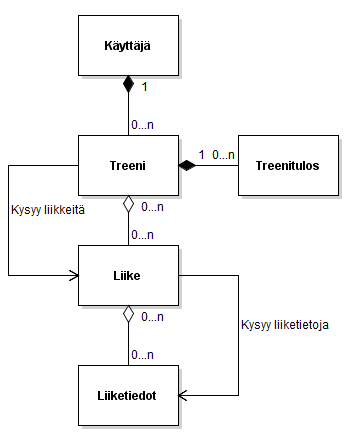 Käyttäjä
1
0...n
Treeni
1 0...n
Treenitulos
0...n
Kysyy liikkeitä
0...n
Liike
0...n
Kysyy liiketietoja
0...n
Liiketiedot